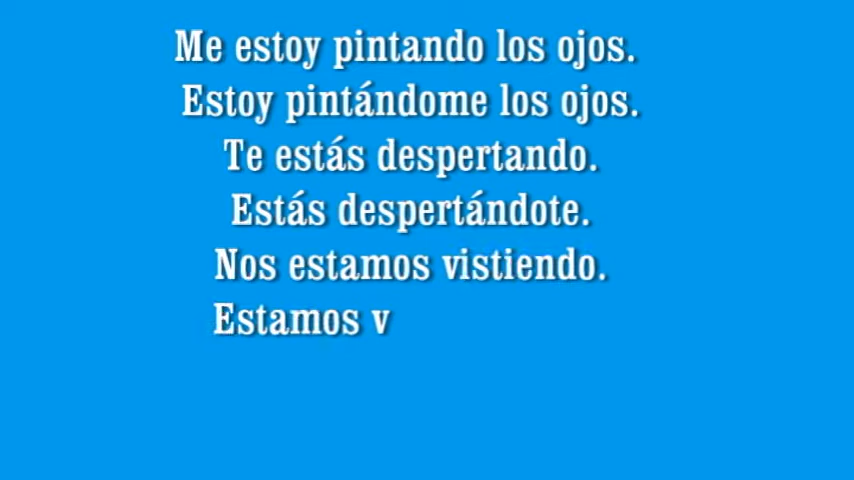 Me estoy pintando los ojos.
Estoy pintándome los ojos.
Te estás despertando.
Estás despertándote.
Nos estamos vistiendo.
Estamos v